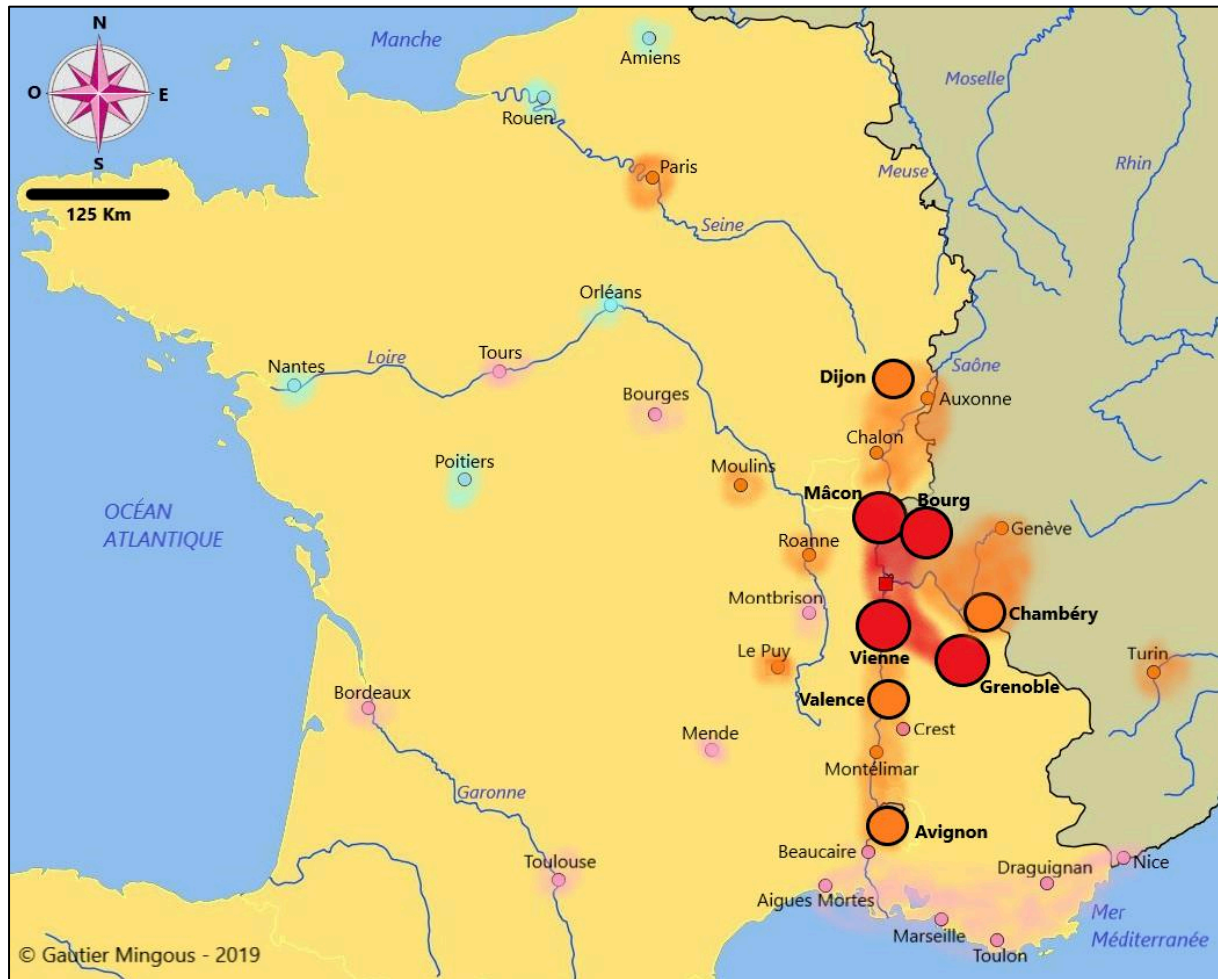 N
O
E
S
125 Km
Manche
Amiens
Rouen
Paris
Seine
Moselle
Meuse
Rhin
Orléans
Nantes
Loire
Tours
Bourges
Dijon
Saône
Auxonne
Chalon
Poitiers
Moulins
Mâcon
Bourg
OCÉAN
ATLANTIQUE
Roanne
Genève
Montbrison
Chambéry
Vienne
Le Puy
Grenoble
Turin
Valence
Bordeaux
Crest
Mende
Montélimar
Garonne
Avignon
Beaucaire
Toulouse
Draguignan
Nice
Aigues Mortes
Marseille
Toulon
Mer
Méditerranée
© Gautier Mingous - 2019